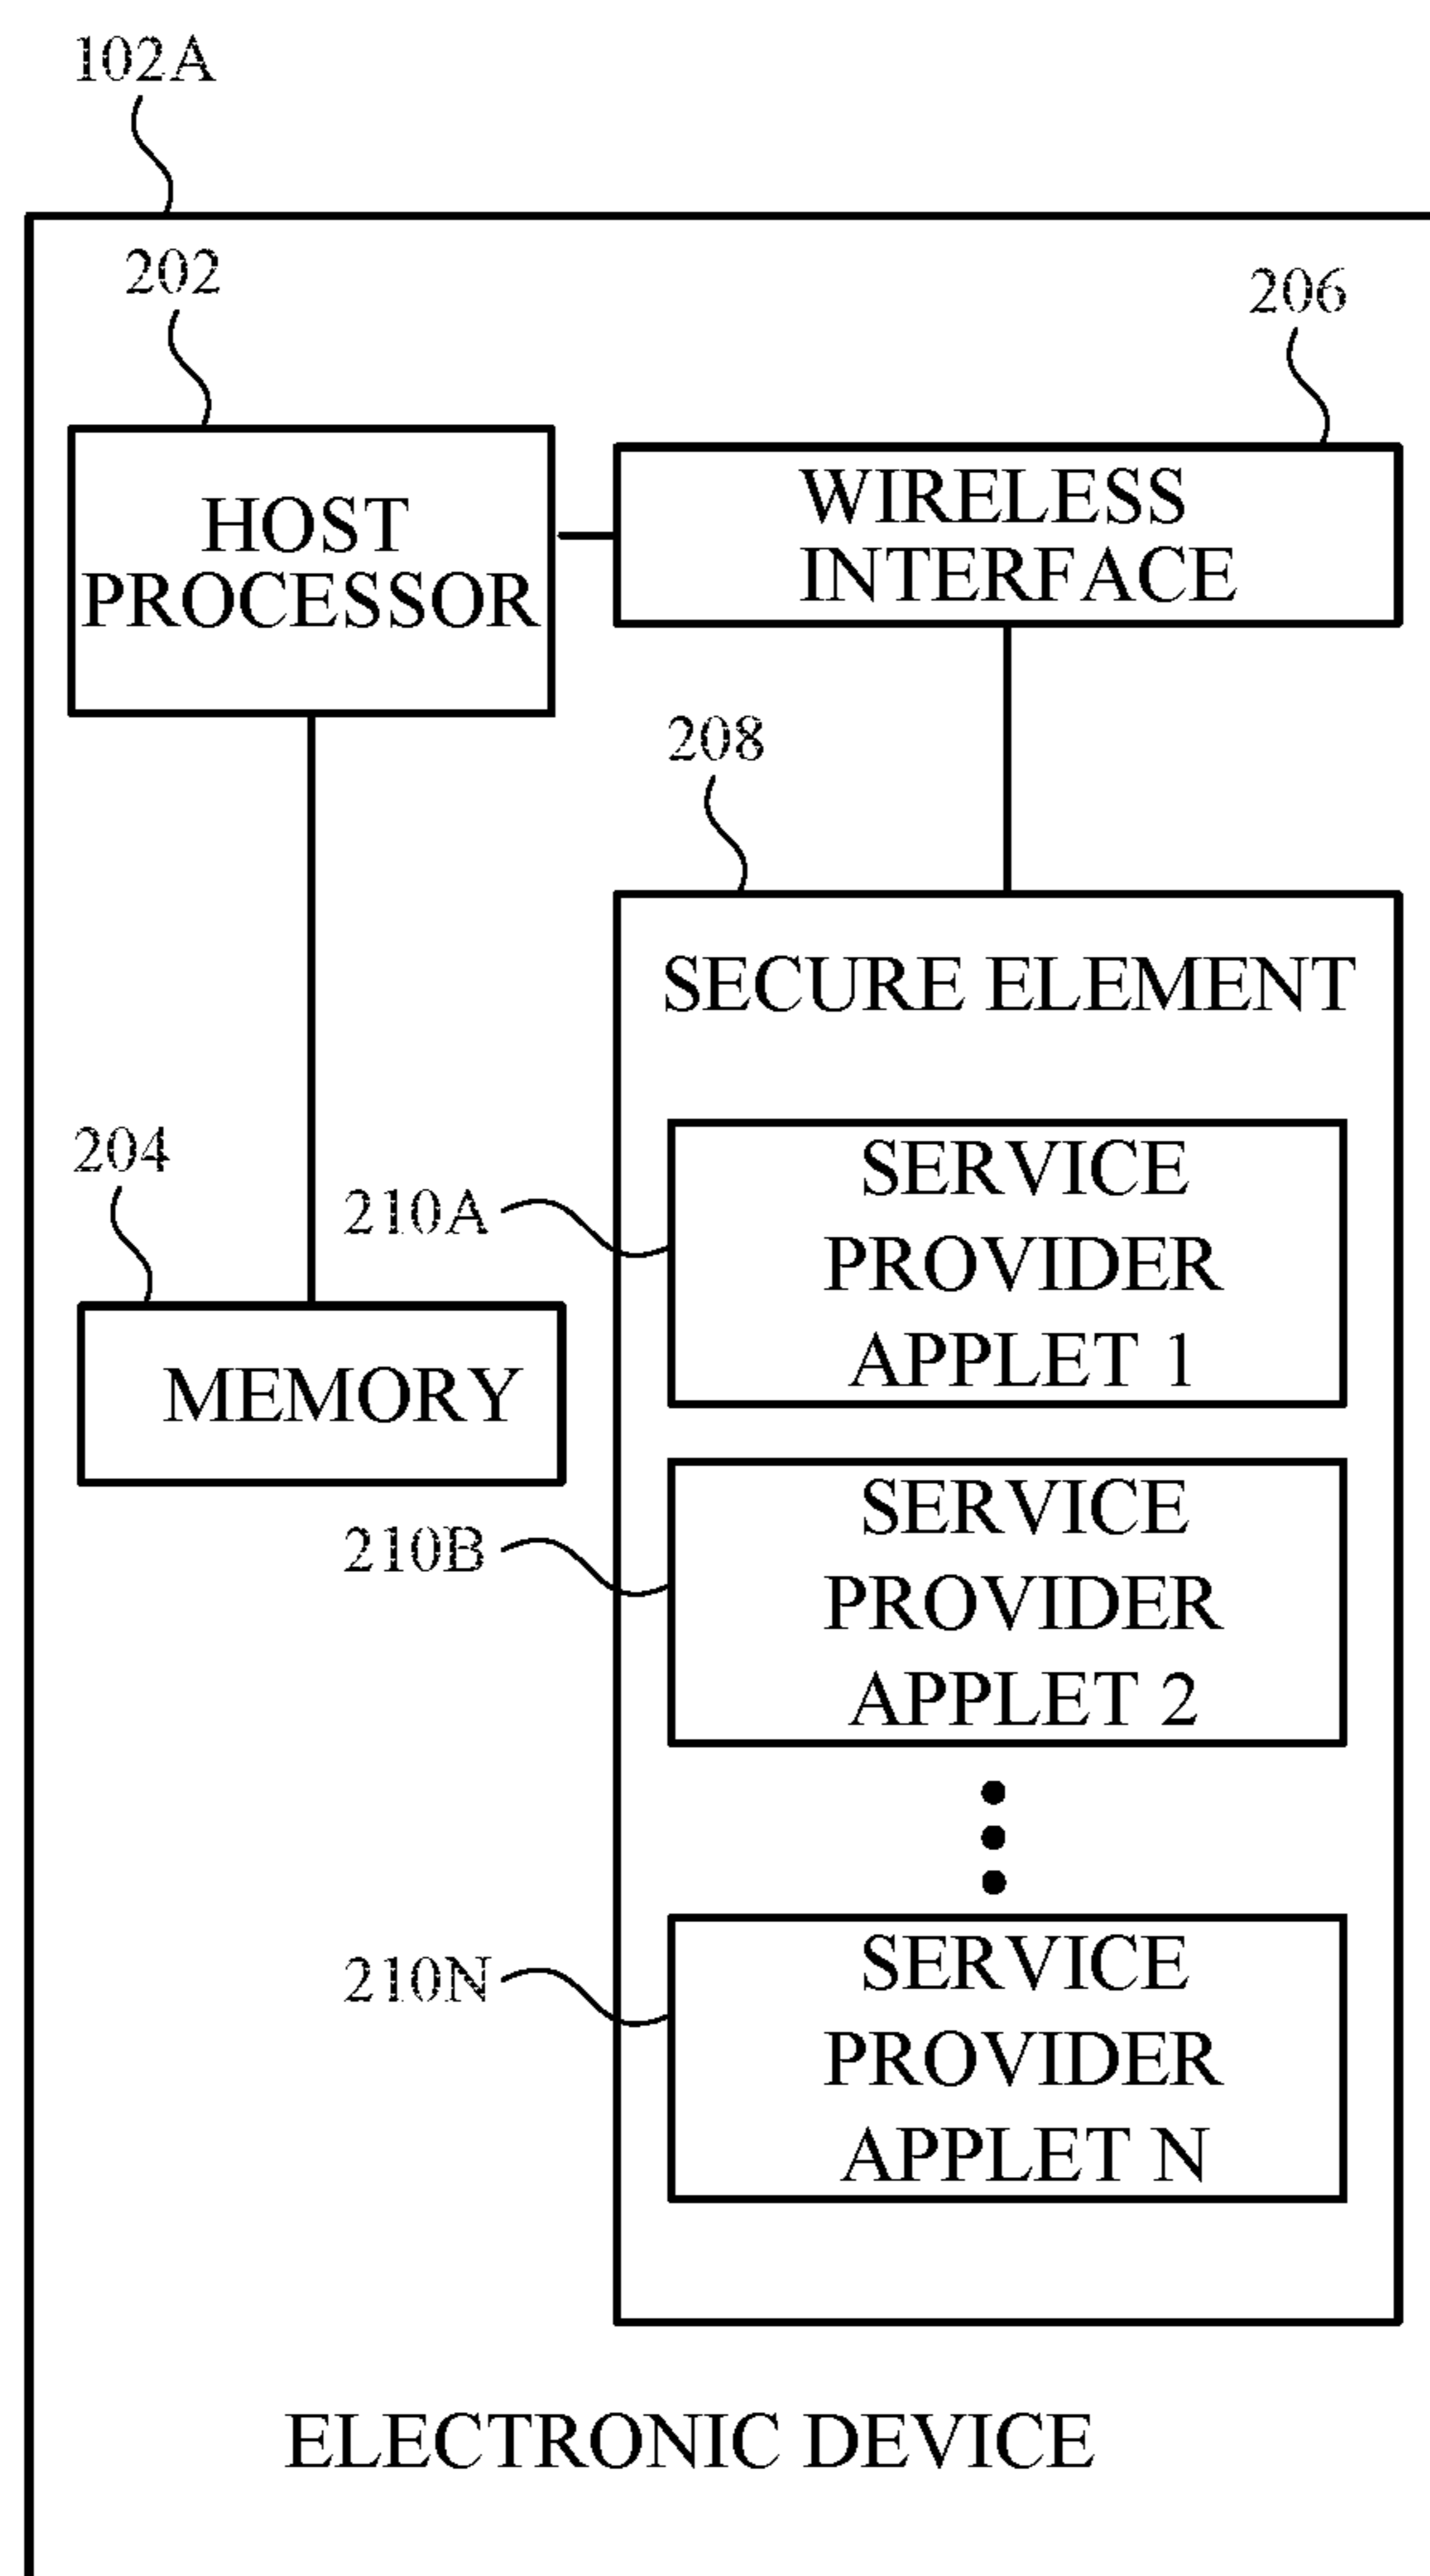 102A
202
206
HOST
PROCESSOR
WIRELESS
INTERFACE
208
SECURE ELEMENT
204
MEMORY
210A
SERVICE
PROVIDER
APPLET 1
210B
SERVICE
PROVIDER
APPLET 2
210N
SERVICE
PROVIDER
APPLET N
ELECTRONIC DEVICE